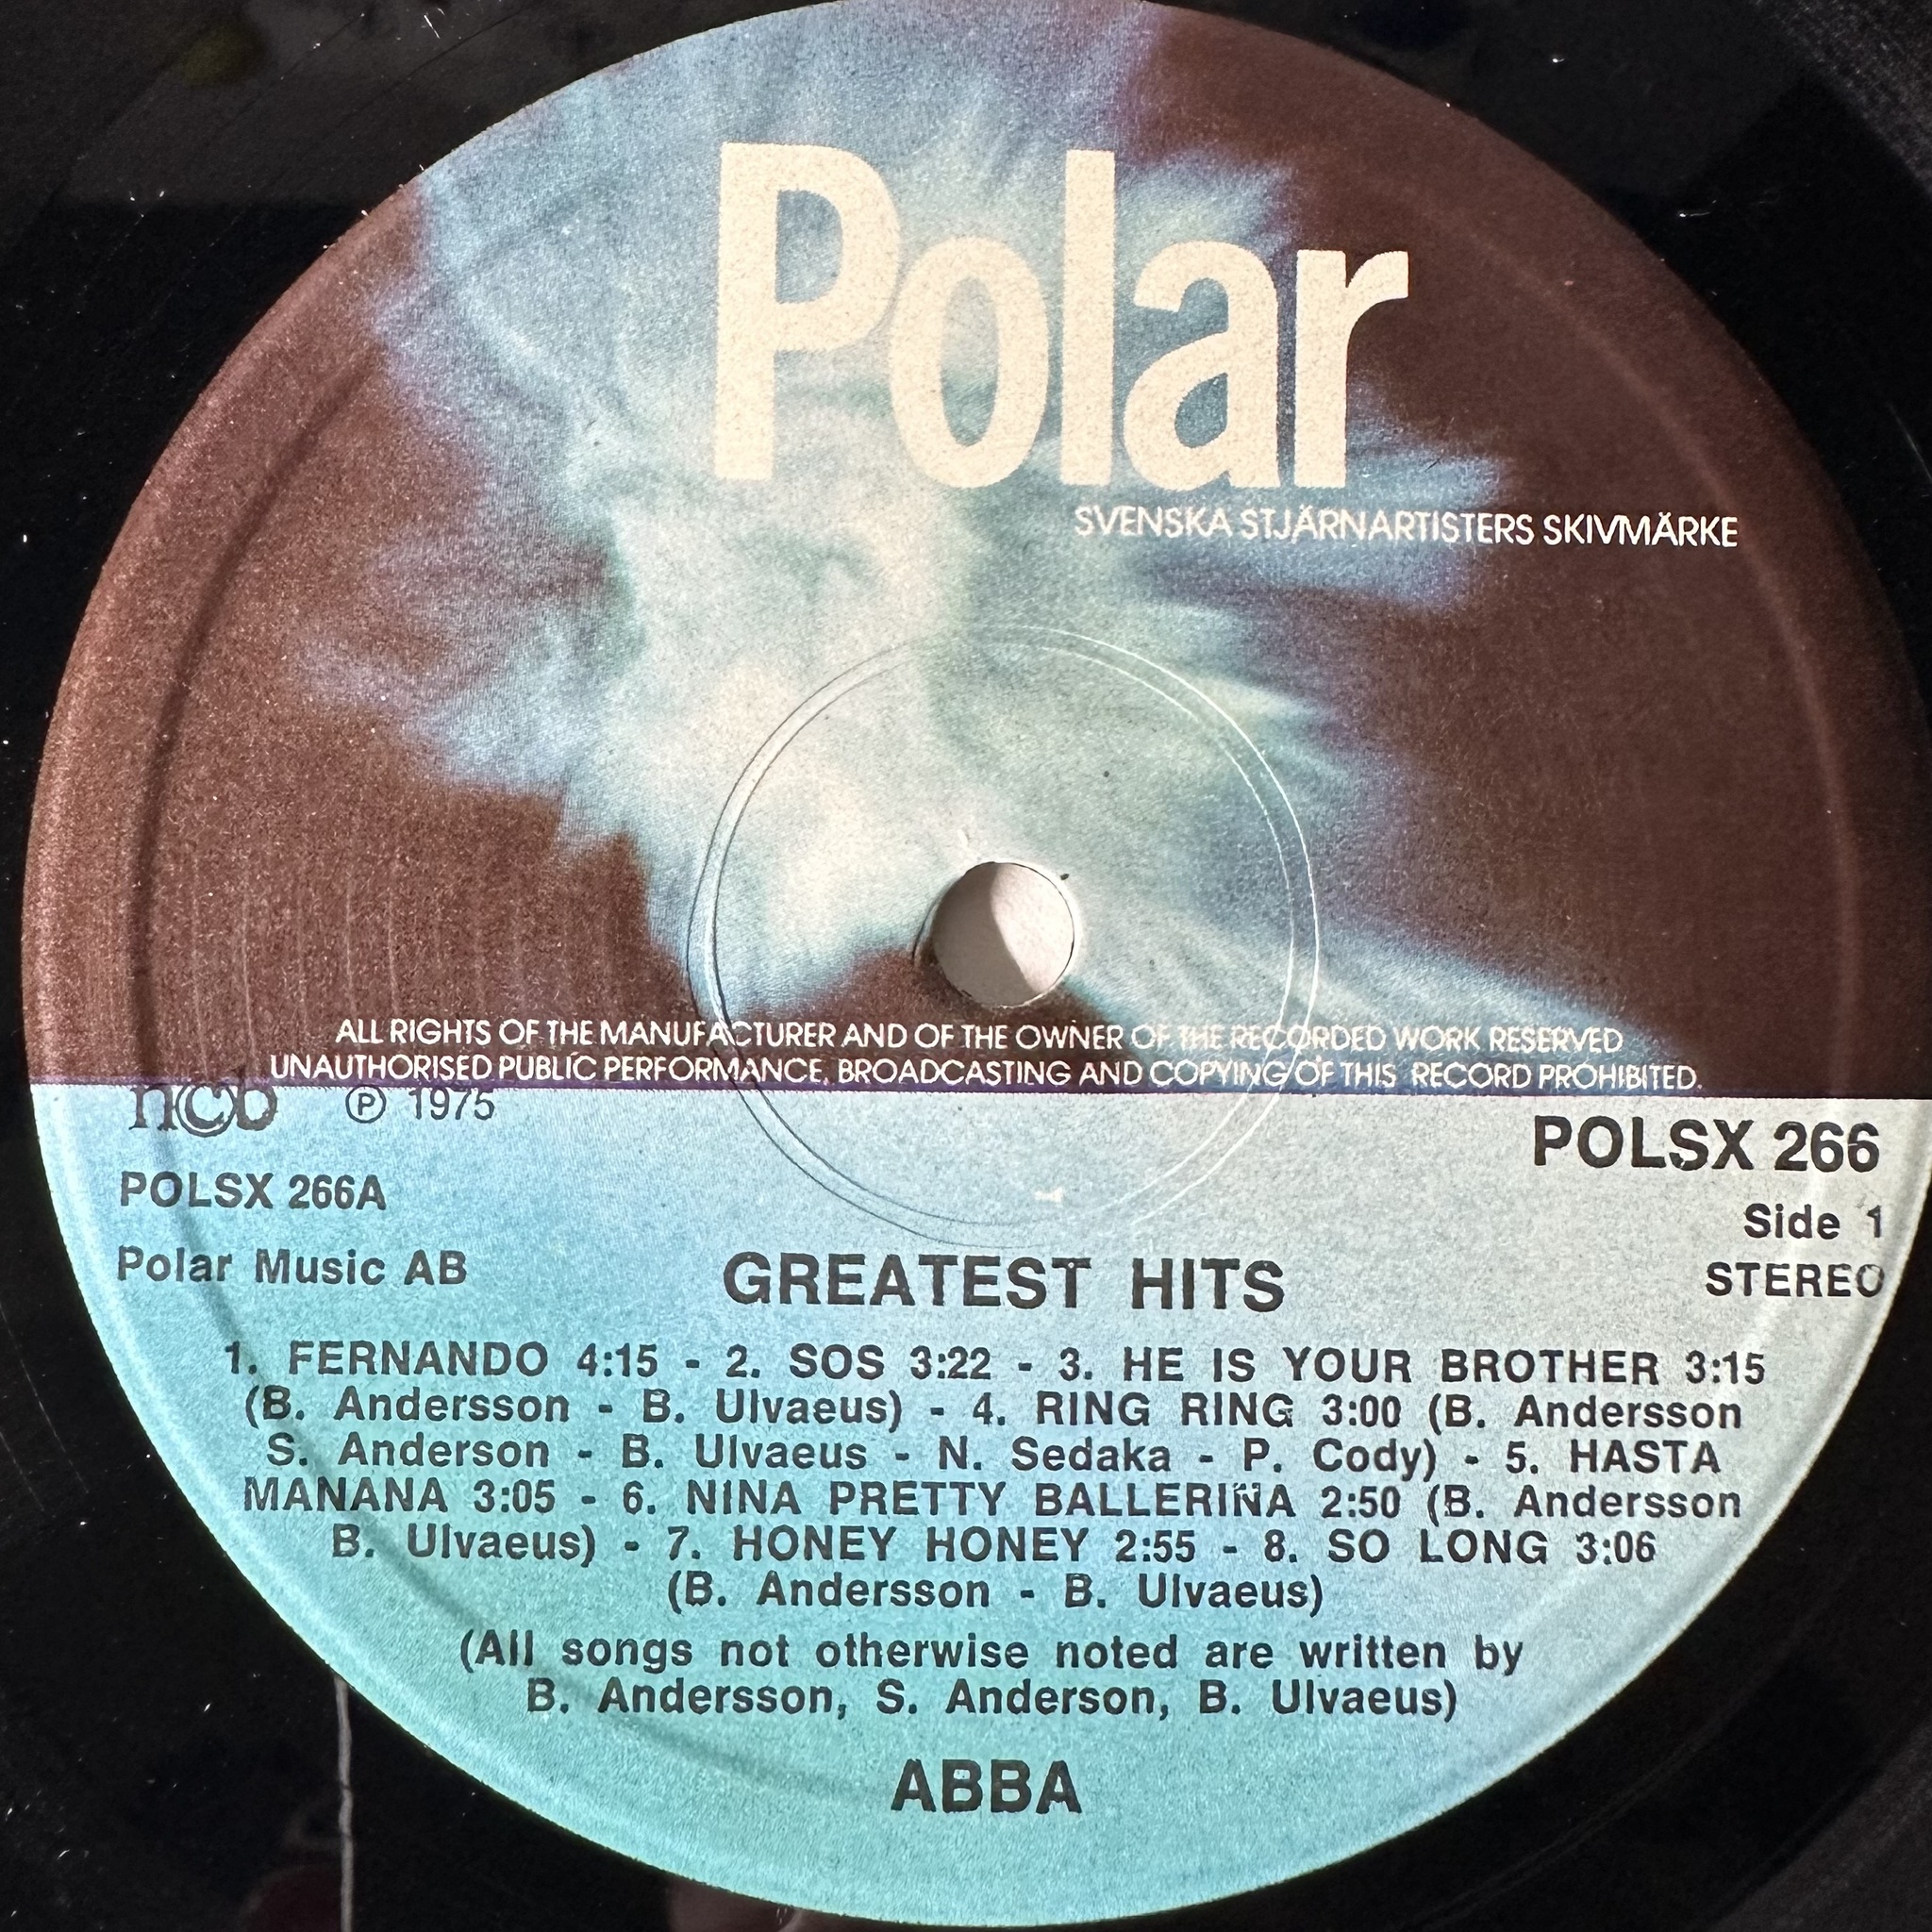 Polar
SVENSKA STJÄRNARTISTERS SKIVMÄRKE
ALL RIGHTS OF THE MANUFACTURER AND OF THE OWNER OF THE RECORDED WORK RESERVED
UNAUTHORISED PUBLIC PERFORMANCE, BROADCASTING AND COPYING OF THIS RECORD PROHIBITED.
ncb ℗ 1975
POLSX 266
POLSX 266A
Side 1
Polar Music AB
STEREO
GREATEST HITS
1. FERNANDO 4:15 - 2. SOS 3:22 - 3. HE IS YOUR BROTHER 3:15
(B. Andersson - B. Ulvaeus) - 4. RING RING 3:00 (B. Andersson
S. Anderson - B. Ulvaeus - N. Sedaka - P. Cody) - 5. HASTA
MANANA 3:05 - 6. NINA PRETTY BALLERINA 2:50 (B. Andersson
B. Ulvaeus) - 7. HONEY HONEY 2:55 - 8. SO LONG 3:06
(B. Andersson - B. Ulvaeus)
(All songs not otherwise noted are written by
B. Andersson, S. Anderson, B. Ulvaeus)
ABBA